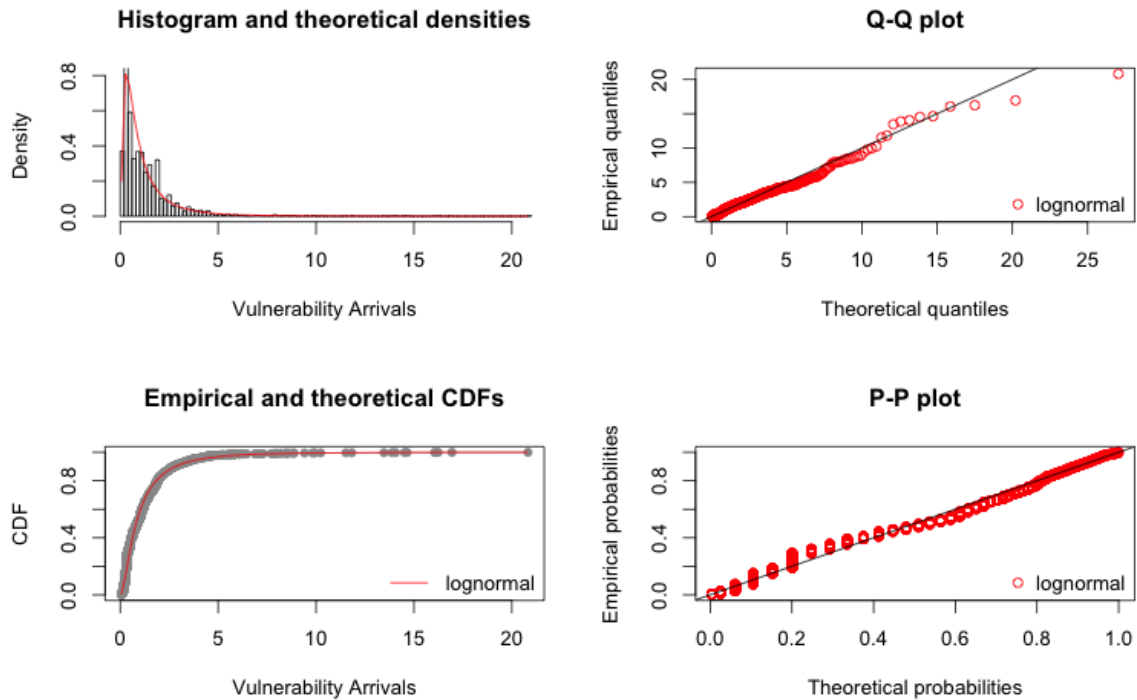 Histogram and theoretical densities
Density
0.0 0.4 0.8
0 5 10 15 20
Vulnerability Arrivals
Q-Q plot
Empirical quantiles
0 5 10 20
lognormal
0 5 10 15 20 25
Theoretical quantiles
Empirical and theoretical CDFs
CDF
0.0 0.4 0.8
lognormal
0 5 10 15 20
Vulnerability Arrivals
P-P plot
Empirical probabilities
0.0 0.4 0.8
lognormal
0.0 0.2 0.4 0.6 0.8 1.0
Theoretical probabilities